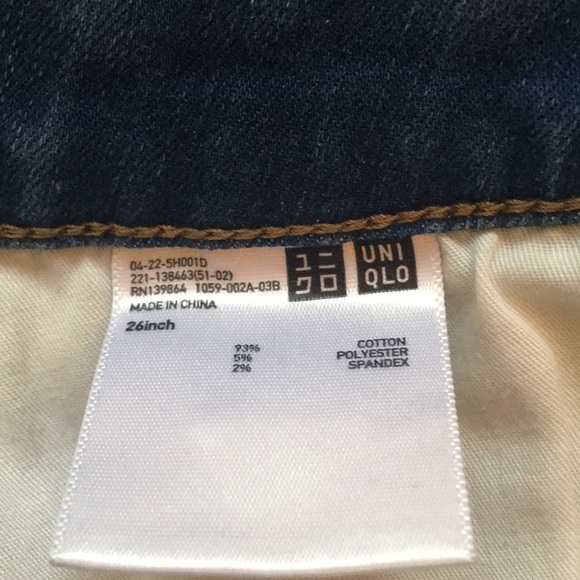 04-22-5H001D
221-138463(51-02)
RN139864 1059-002A-03B
MADE IN CHINA
26inch
ユニ
クロ
UNI
QLO
93% COTTON
5% POLYESTER
2% SPANDEX